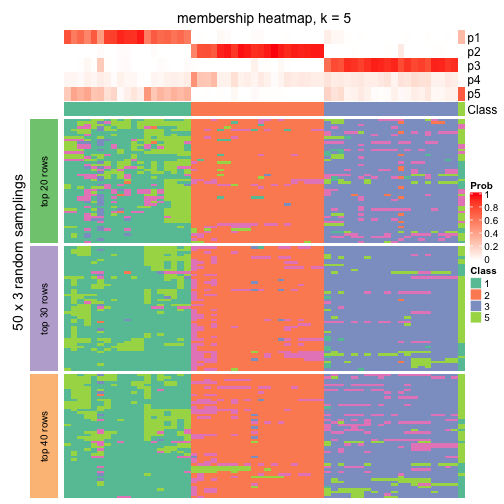 membership heatmap, k = 5
p1
p2
p3
p4
p5
Class
50 x 3 random samplings
top 20 rows
top 30 rows
top 40 rows
Prob
1
0.8
0.6
0.4
0.2
0
Class
1
2
3
5